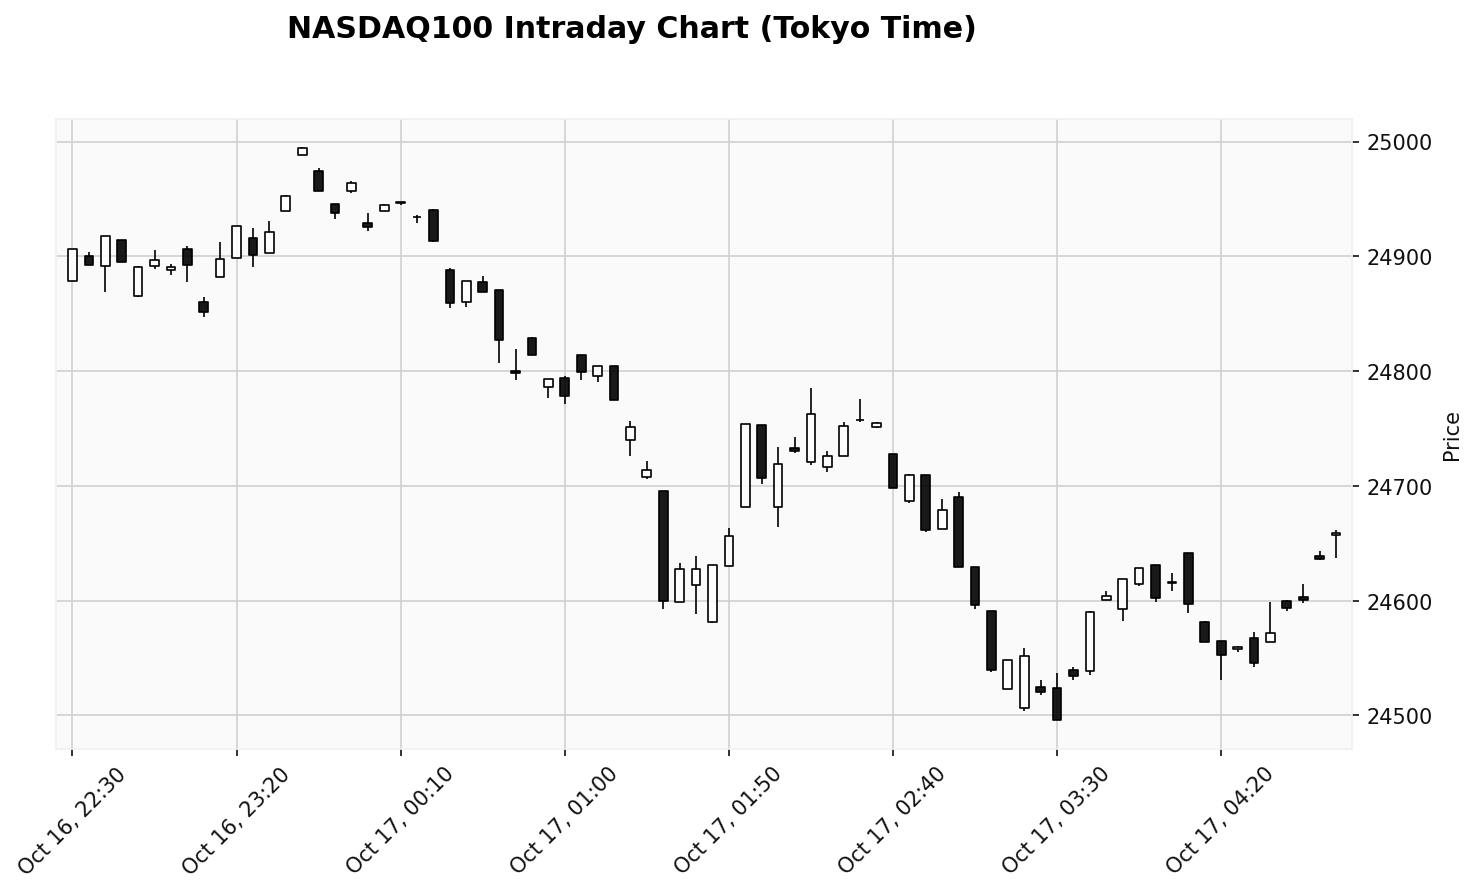 NASDAQ100 Intraday Chart (Tokyo Time)
25000
24900
24800
24700
24600
24500
Price
Oct 16, 22:30
Oct 16, 23:20
Oct 17, 00:10
Oct 17, 01:00
Oct 17, 01:50
Oct 17, 02:40
Oct 17, 03:30
Oct 17, 04:20